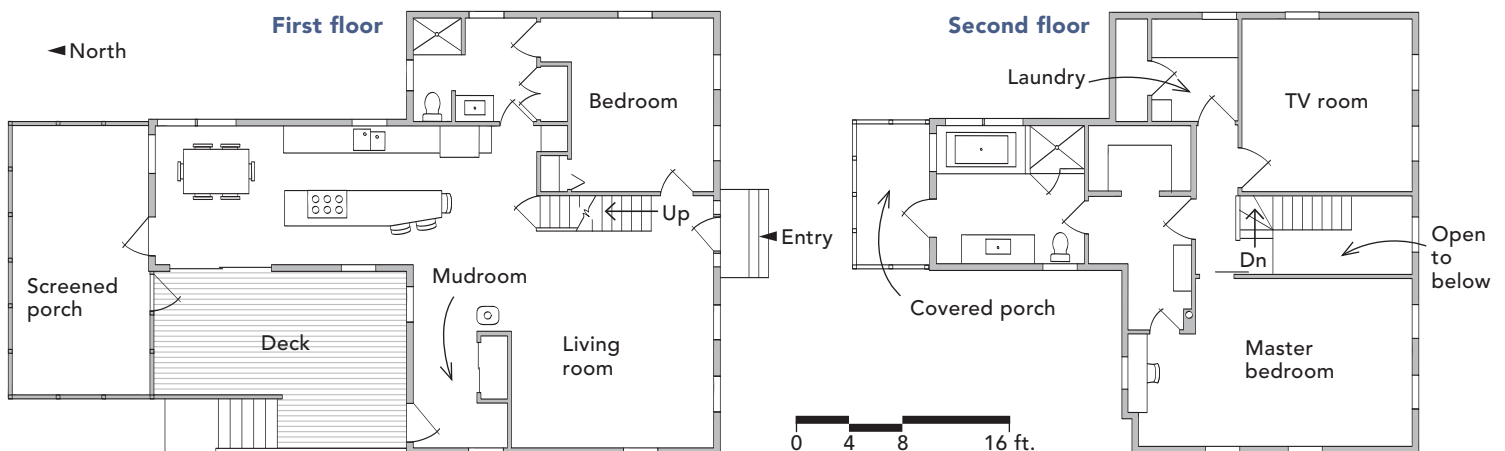 First floor
North
Bedroom
Up
Entry
Mudroom
Screened
porch
Deck
Living
room
Second floor
Laundry
TV room
Open
to
below
Dn
Covered porch
Master
bedroom
0 4 8 16 ft.